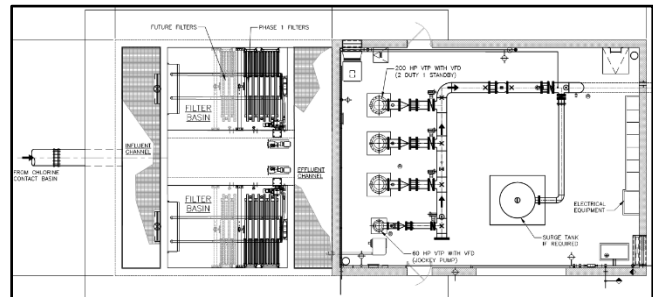 FUTURE FILTERS
PHASE 1 FILTERS
200 HP VTP WITH VFD
(2 DUTY 1 STANDBY)
FILTER
BASIN
INFLUENT
CHANNEL
EFFLUENT
CHANNEL
FROM CHLORINE
CONTACT BASIN
FILTER
BASIN
ELECTRICAL
EQUIPMENT
SURGE TANK
IF REQUIRED
60 HP VTP WITH VFD
(JOCKEY PUMP)